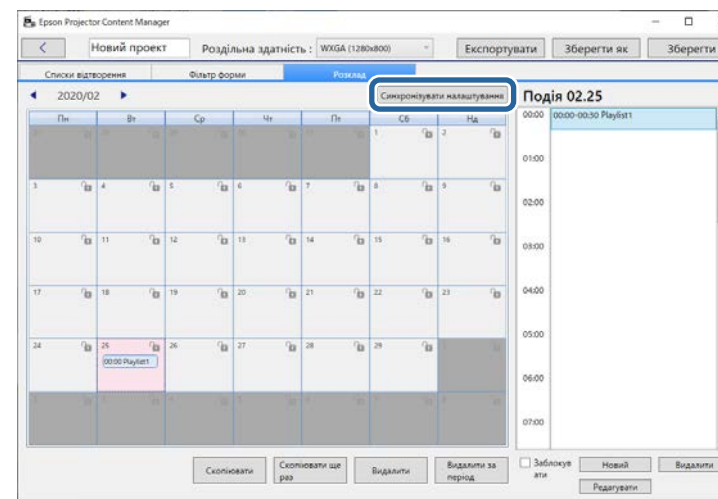 Epson Projector Content Manager
Новий проект
Роздільна здатність :
WXGA (1280x800)
Експортувати
Зберегти як
Зберегти
Списки відтворення
Фільтр форми
Розклад
2020/02
Синхронізувати налаштування
Подія 02.25
Пн Вт Ср Чт Пт Сб Нд
1 2
3 4 5 6 7 8 9
10 11 12 13 14 15 16
17 18 19 20 21 22 23
24 25 26 27 28 29
00:00 Playlist1
00:00 00:00-00:30 Playlist1
01:00
02:00
03:00
04:00
05:00
06:00
07:00
Скопіювати
Скопіювати ще
раз
Видалити
Видалити за
період
Заблокув
ати
Новий
Видалити
Редагувати